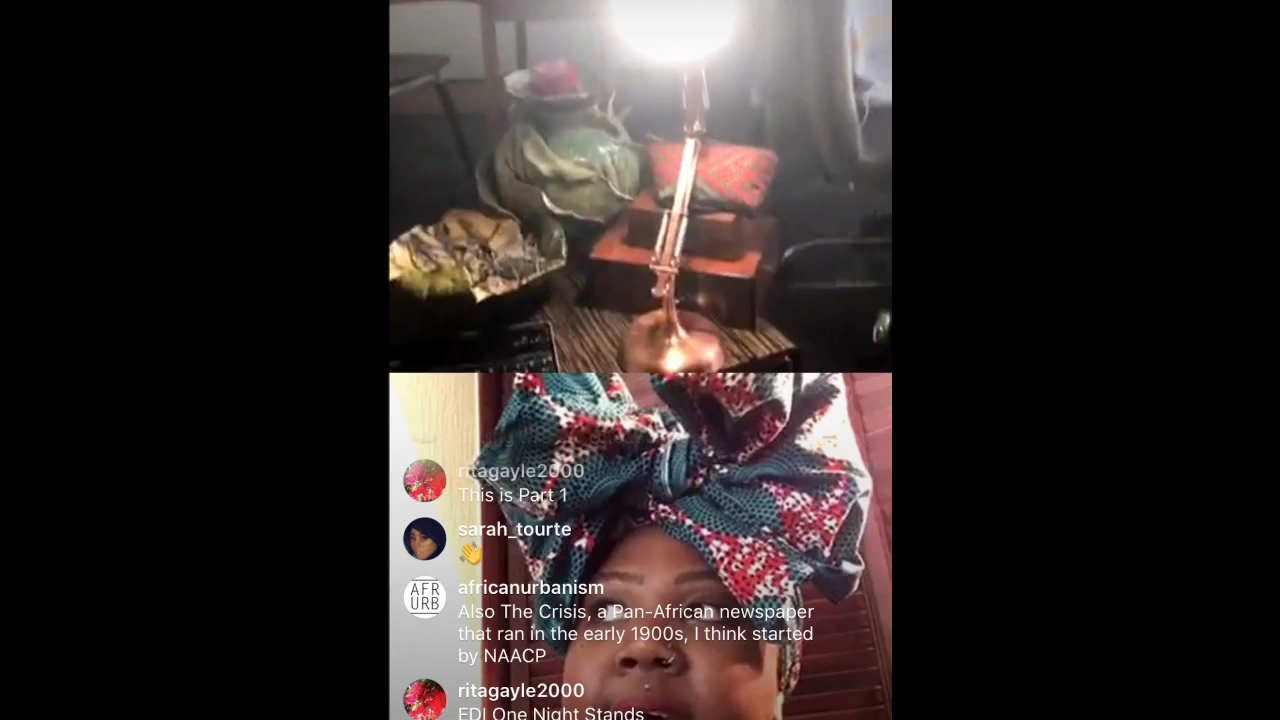 ritagayle2000
This is Part 1
sarah_tourte
AFR
URB
africanurbanism
Also The Crisis, a Pan-African newspaper
that ran in the early 1900s, I think started
by NAACP
ritagayle2000
EDI One Night Stands